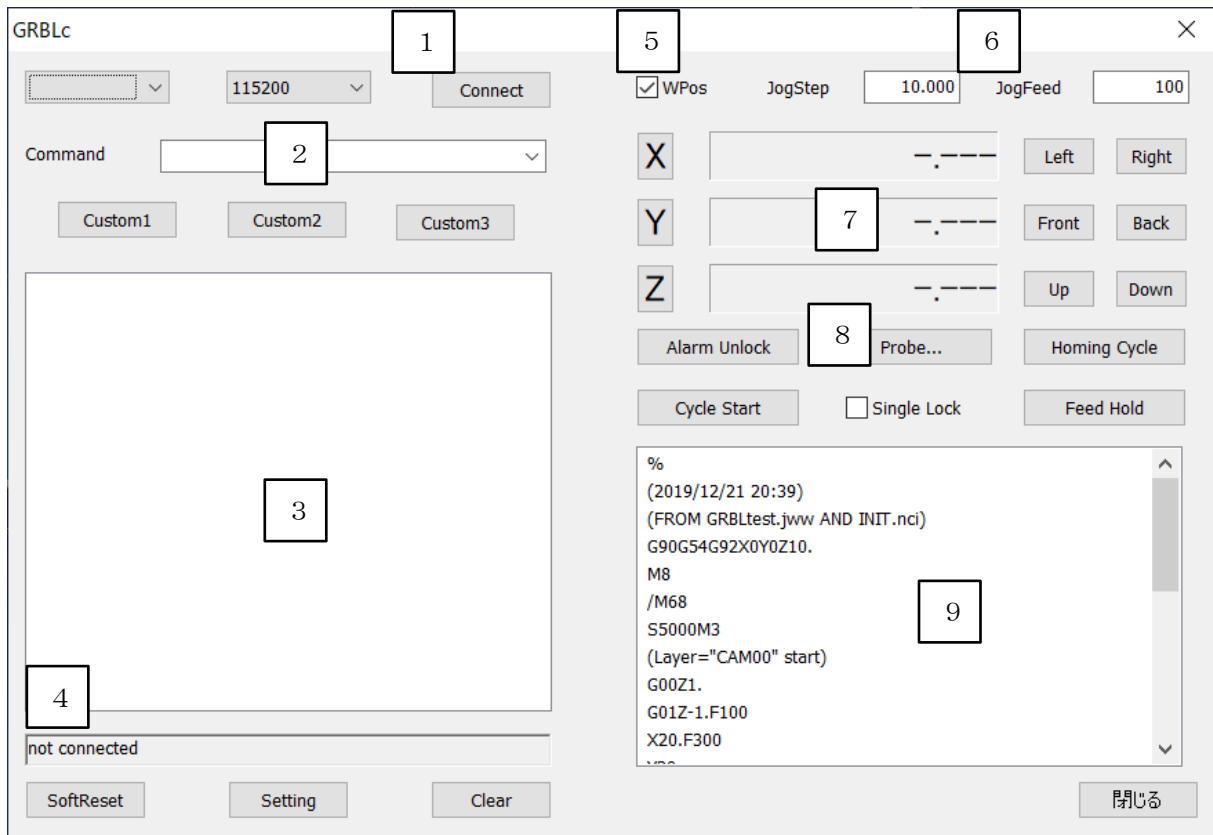 GRBLc
1
5
6
115200
Connect
WPos
JogStep
10.000
JogFeed
100
Command
2
X
-.---
Left
Right
Custom1
Custom2
Custom3
Y
7
-.---
Front
Back
Z
-.---
Up
Down
8
Alarm Unlock
Probe...
Homing Cycle
Cycle Start
Single Lock
Feed Hold
3
%
(2019/12/21 20:39)
(FROM GRBLtest.jww AND INIT.nci)
G90G54G92X0Y0Z10.
M8
/M68
S5000M3
(Layer="CAM00" start)
G00Z1.
G01Z-1.F100
X20.F300
9
4
not connected
SoftReset
Setting
Clear
閉じる